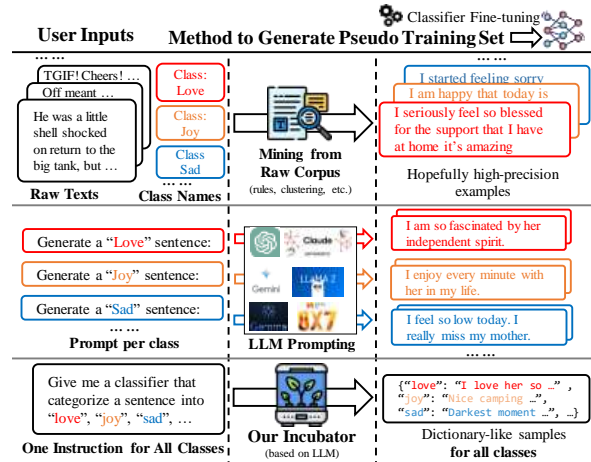 User Inputs
Method to Generate Pseudo Training Set
Classifier Fine-tuning
... ...
TGIF! Cheers! ...
Off meant ...
He was a little
shell shocked
on return to the
big tank, but ...
Raw Texts
Class:
Love
Class:
Joy
Class
Sad
... ...
Class Names
Mining from
Raw Corpus
(rules, clustering, etc.)
... ...
I started feeling sorry
I am happy that today is
I seriously feel so blessed
for the support that I have
at home it's amazing
Hopefully high-precision
examples
Generate a “Love” sentence:
Generate a “Joy” sentence:
Generate a “Sad” sentence:
... ...
Prompt per class
Claude
Gemini
LLAMA 2
Gemma
8X7
LLM Prompting
I am so fascinated by her
independent spirit.
I enjoy every minute with
her in my life.
I feel so low today. I
really miss my mother.
... ...
Give me a classifier that
categorize a sentence into
“love”, “joy”, “sad”, ...
One Instruction for All Classes
Our Incubator
(based on LLM)
{“love”: “I love her so …” ,
“joy”: “Nice camping …”,
“sad”: “Darkest moment …”, …}
Dictionary-like samples
for all classes